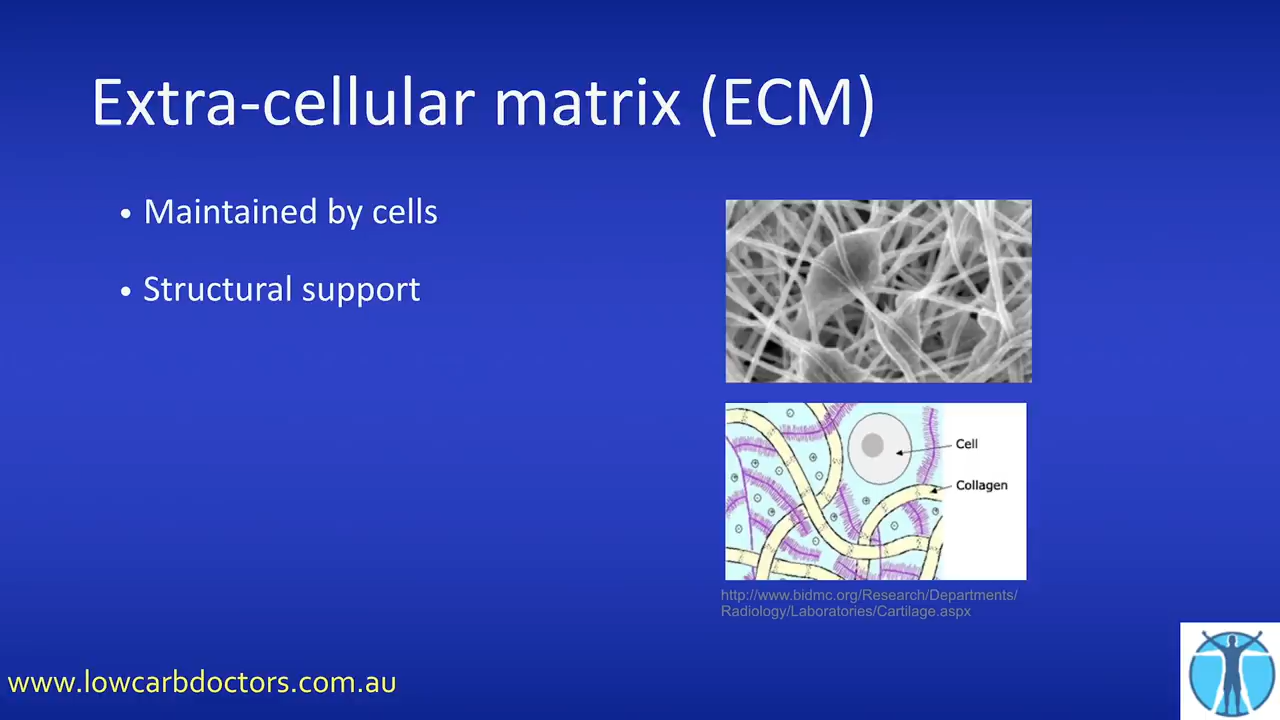 Extra-cellular matrix (ECM)
• Maintained by cells
• Structural support
Cell
Collagen
http://www.bidmc.org/Research/Departments/
Radiology/Laboratories/Cartilage.aspx
www.lowcarbdoctors.com.au